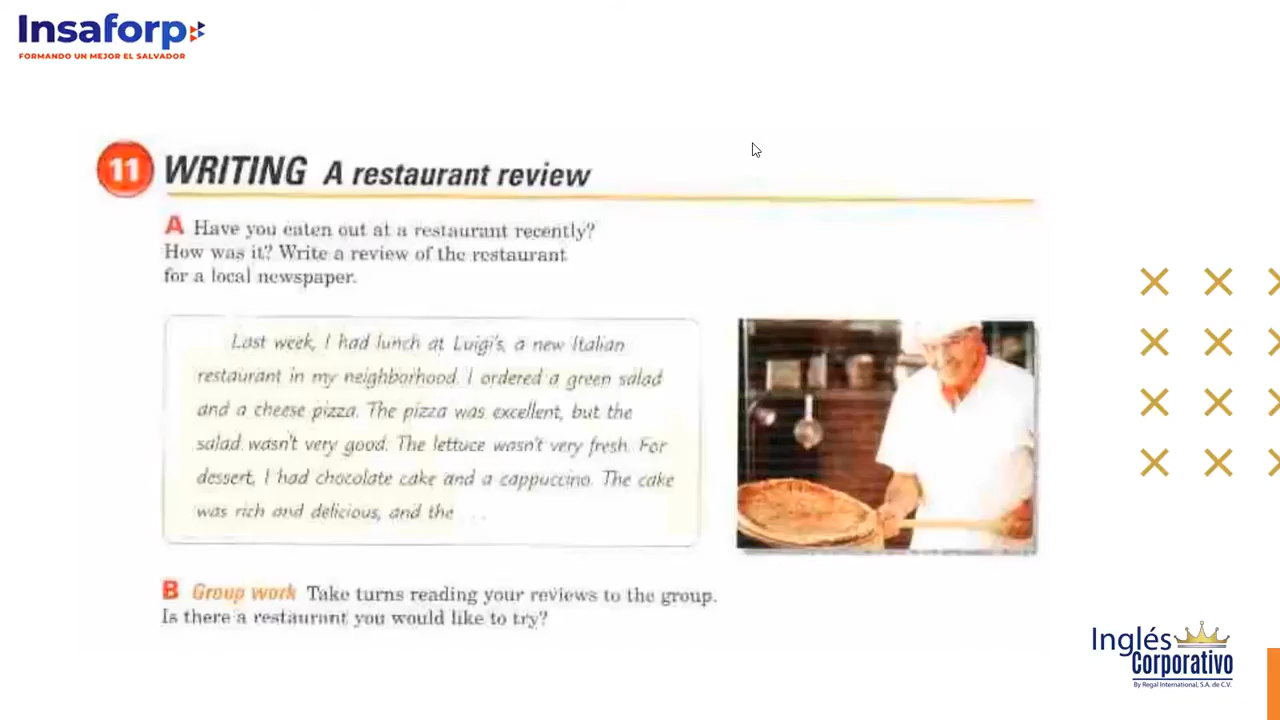 Insaforp
FORMANDO UN MEJOR EL SALVADOR
11 WRITING A restaurant review
A Have you eaten out at a restaurant recently?
How was it? Write a review of the restaurant
for a local newspaper.
Last week, I had lunch at Luigi's, a new Italian
restaurant in my neighborhood. I ordered a green salad
and a cheese pizza. The pizza was excellent, but the
salad wasn't very good. The lettuce wasn't very fresh. For
dessert, I had chocolate cake and a cappuccino. The cake
was rich and delicious, and the . . .
B Group work Take turns reading your reviews to the group.
Is there a restaurant you would like to try?
Inglés
Corporativo
By Regal International, S.A. de C.V.